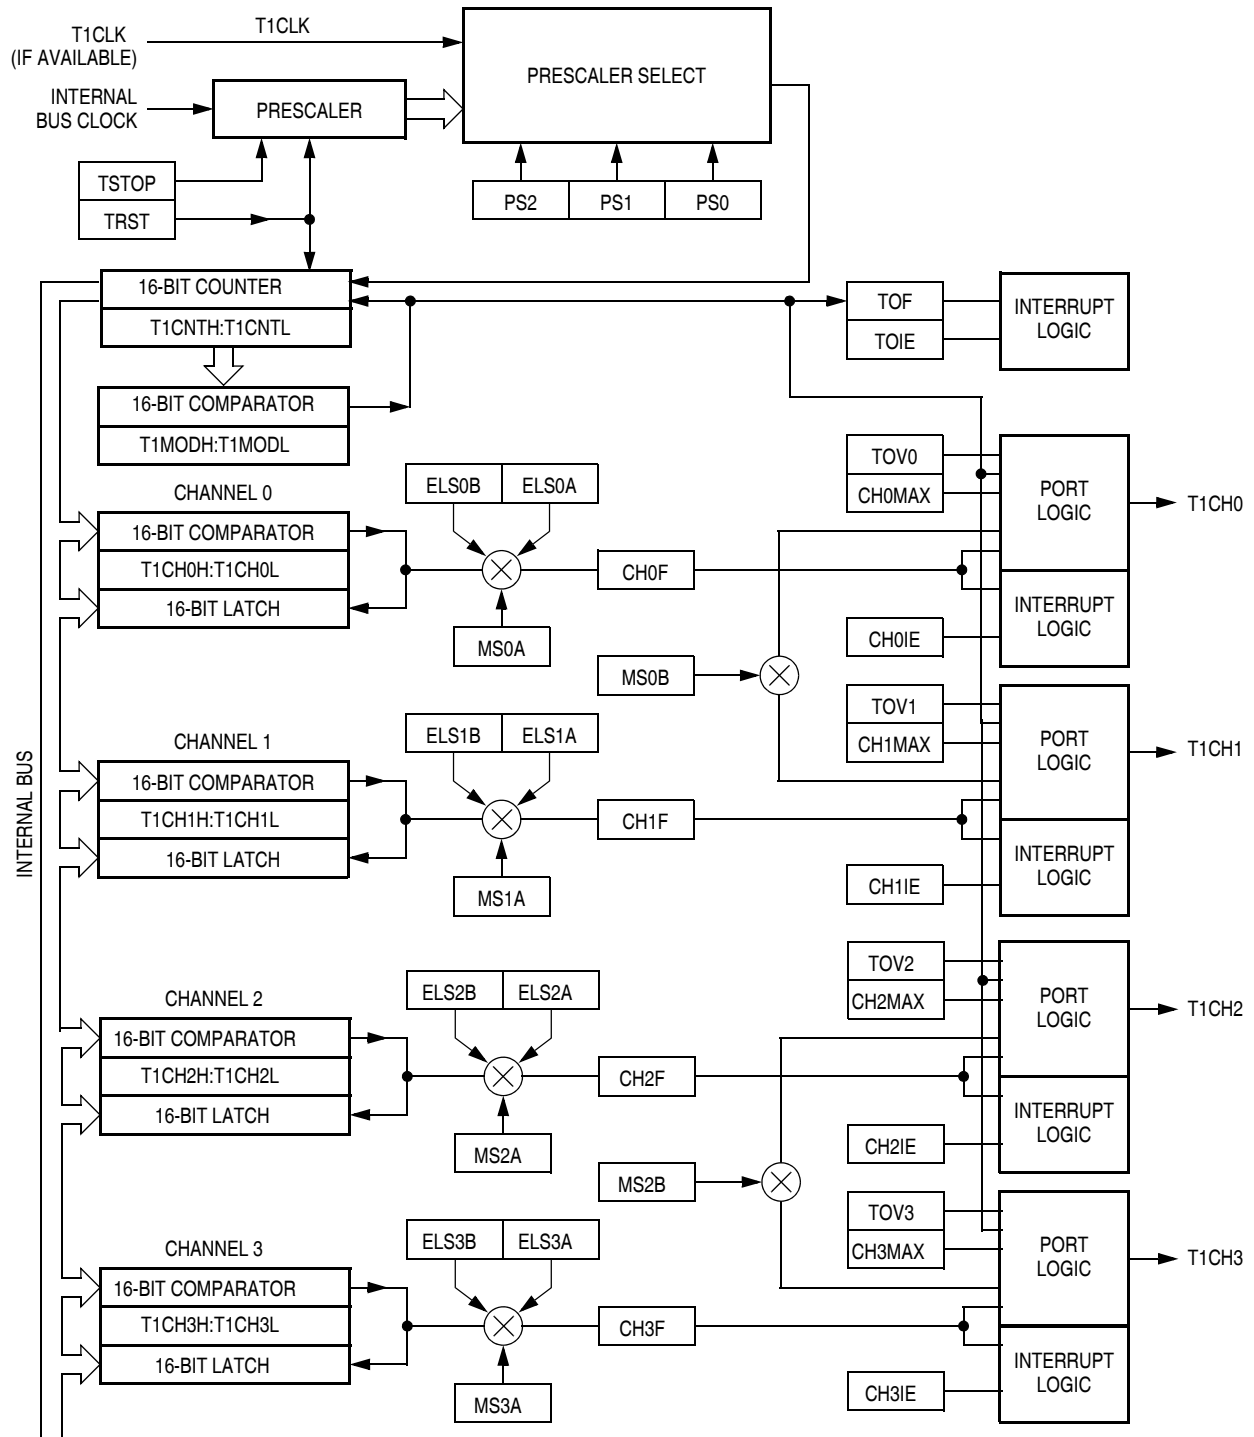 T1CLK
(IF AVAILABLE)
T1CLK
PRESCALER SELECT
INTERNAL
BUS CLOCK
PRESCALER
TSTOP
TRST
PS2
PS1
PS0
16-BIT COUNTER
T1CNTH:T1CNTL
TOF
TOIE
INTERRUPT
LOGIC
16-BIT COMPARATOR
T1MODH:T1MODL
INTERNAL BUS
CHANNEL 0
16-BIT COMPARATOR
T1CH0H:T1CH0L
16-BIT LATCH
ELS0B
ELS0A
MS0A
CH0F
MS0B
TOV0
CH0MAX
CH0IE
PORT
LOGIC
INTERRUPT
LOGIC
T1CH0
CHANNEL 1
16-BIT COMPARATOR
T1CH1H:T1CH1L
16-BIT LATCH
ELS1B
ELS1A
MS1A
CH1F
TOV1
CH1MAX
CH1IE
PORT
LOGIC
INTERRUPT
LOGIC
T1CH1
CHANNEL 2
16-BIT COMPARATOR
T1CH2H:T1CH2L
16-BIT LATCH
ELS2B
ELS2A
MS2A
CH2F
MS2B
TOV2
CH2MAX
CH2IE
PORT
LOGIC
INTERRUPT
LOGIC
T1CH2
CHANNEL 3
16-BIT COMPARATOR
T1CH3H:T1CH3L
16-BIT LATCH
ELS3B
ELS3A
MS3A
CH3F
TOV3
CH3MAX
CH3IE
PORT
LOGIC
INTERRUPT
LOGIC
T1CH3